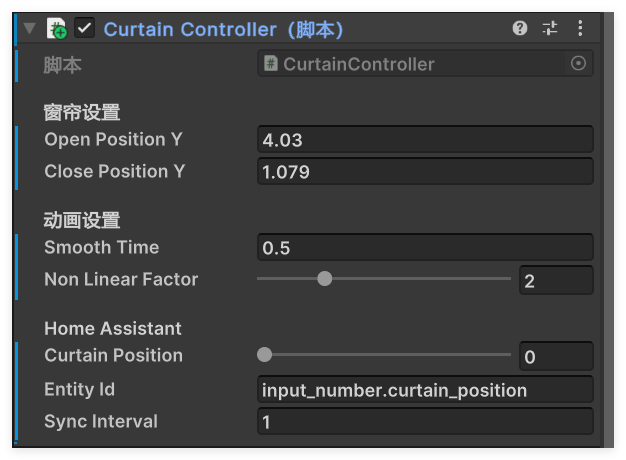 Curtain Controller (脚本)
脚本 CurtainController
窗帘设置
Open Position Y 4.03
Close Position Y 1.079
动画设置
Smooth Time 0.5
Non Linear Factor 2
Home Assistant
Curtain Position 0
Entity Id input_number.curtain_position
Sync Interval 1